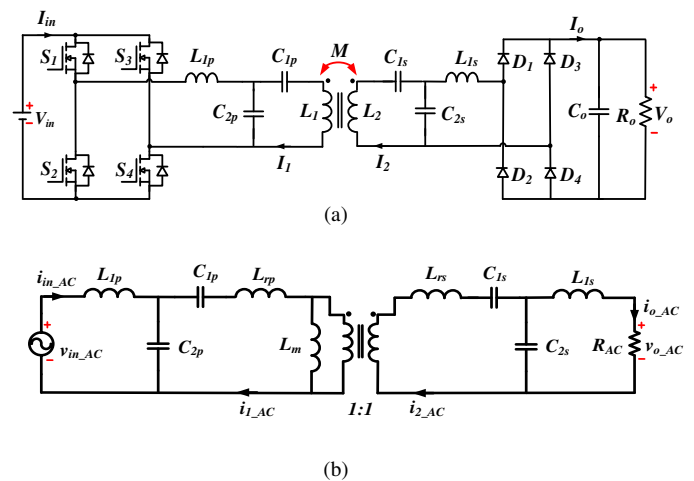 I_in
S_1
S_3
L_1p
C_1p
M
C_1s
L_1s
I_o
D_1
D_3
V_in
C_2p
L_1
L_2
C_2s
C_o
R_o
V_o
S_2
S_4
I_1
I_2
D_2
D_4
(a)
i_in_AC
L_1p
C_1p
L_rp
L_rs
C_1s
L_1s
i_o_AC
v_in_AC
C_2p
L_m
C_2s
R_AC
v_o_AC
i_1_AC
1:1
i_2_AC
(b)